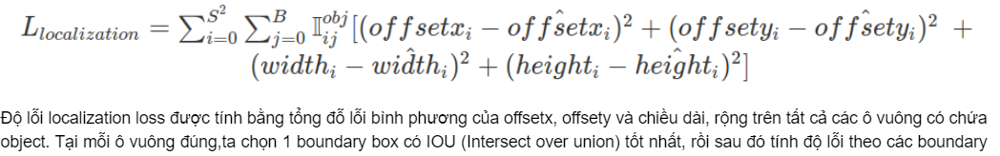 L_{localization} = \sum_{i=0}^{S^2} \sum_{j=0}^{B} \mathbb{I}_{ij}^{obj} [(offsetx_i - off\hat{s}etx_i)^2 + (offsety_i - off\hat{s}ety_i)^2 +
(width_i - wid\hat{t}h_i)^2 + (height_i - heig\hat{h}t_i)^2]
Độ lỗi localization loss được tính bằng tổng đỗ lỗi bình phương của offsetx, offsety và chiều dài, rộng trên tất cả các ô vuông có chứa
object. Tại mỗi ô vuông đúng,ta chọn 1 boundary box có IOU (Intersect over union) tốt nhất, rồi sau đó tính độ lỗi theo các boundary